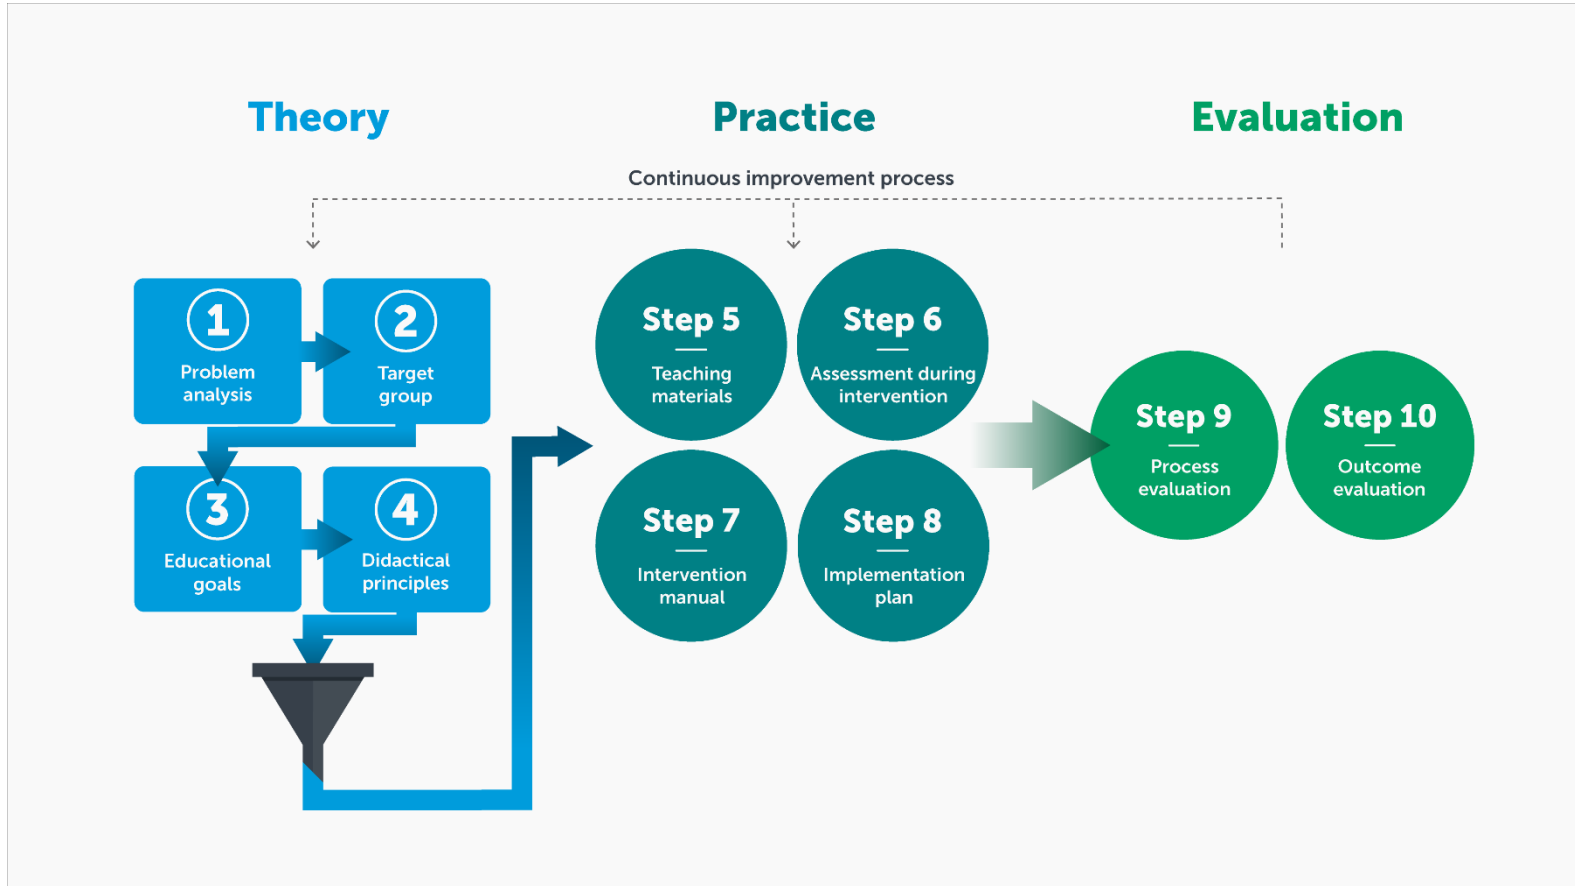 Theory
Practice
Evaluation
Continuous improvement process
1
Problem
analysis
2
Target
group
3
Educational
goals
4
Didactical
principles
Step 5
Teaching
materials
Step 6
Assessment during
intervention
Step 7
Intervention
manual
Step 8
Implementation
plan
Step 9
Process
evaluation
Step 10
Outcome
evaluation